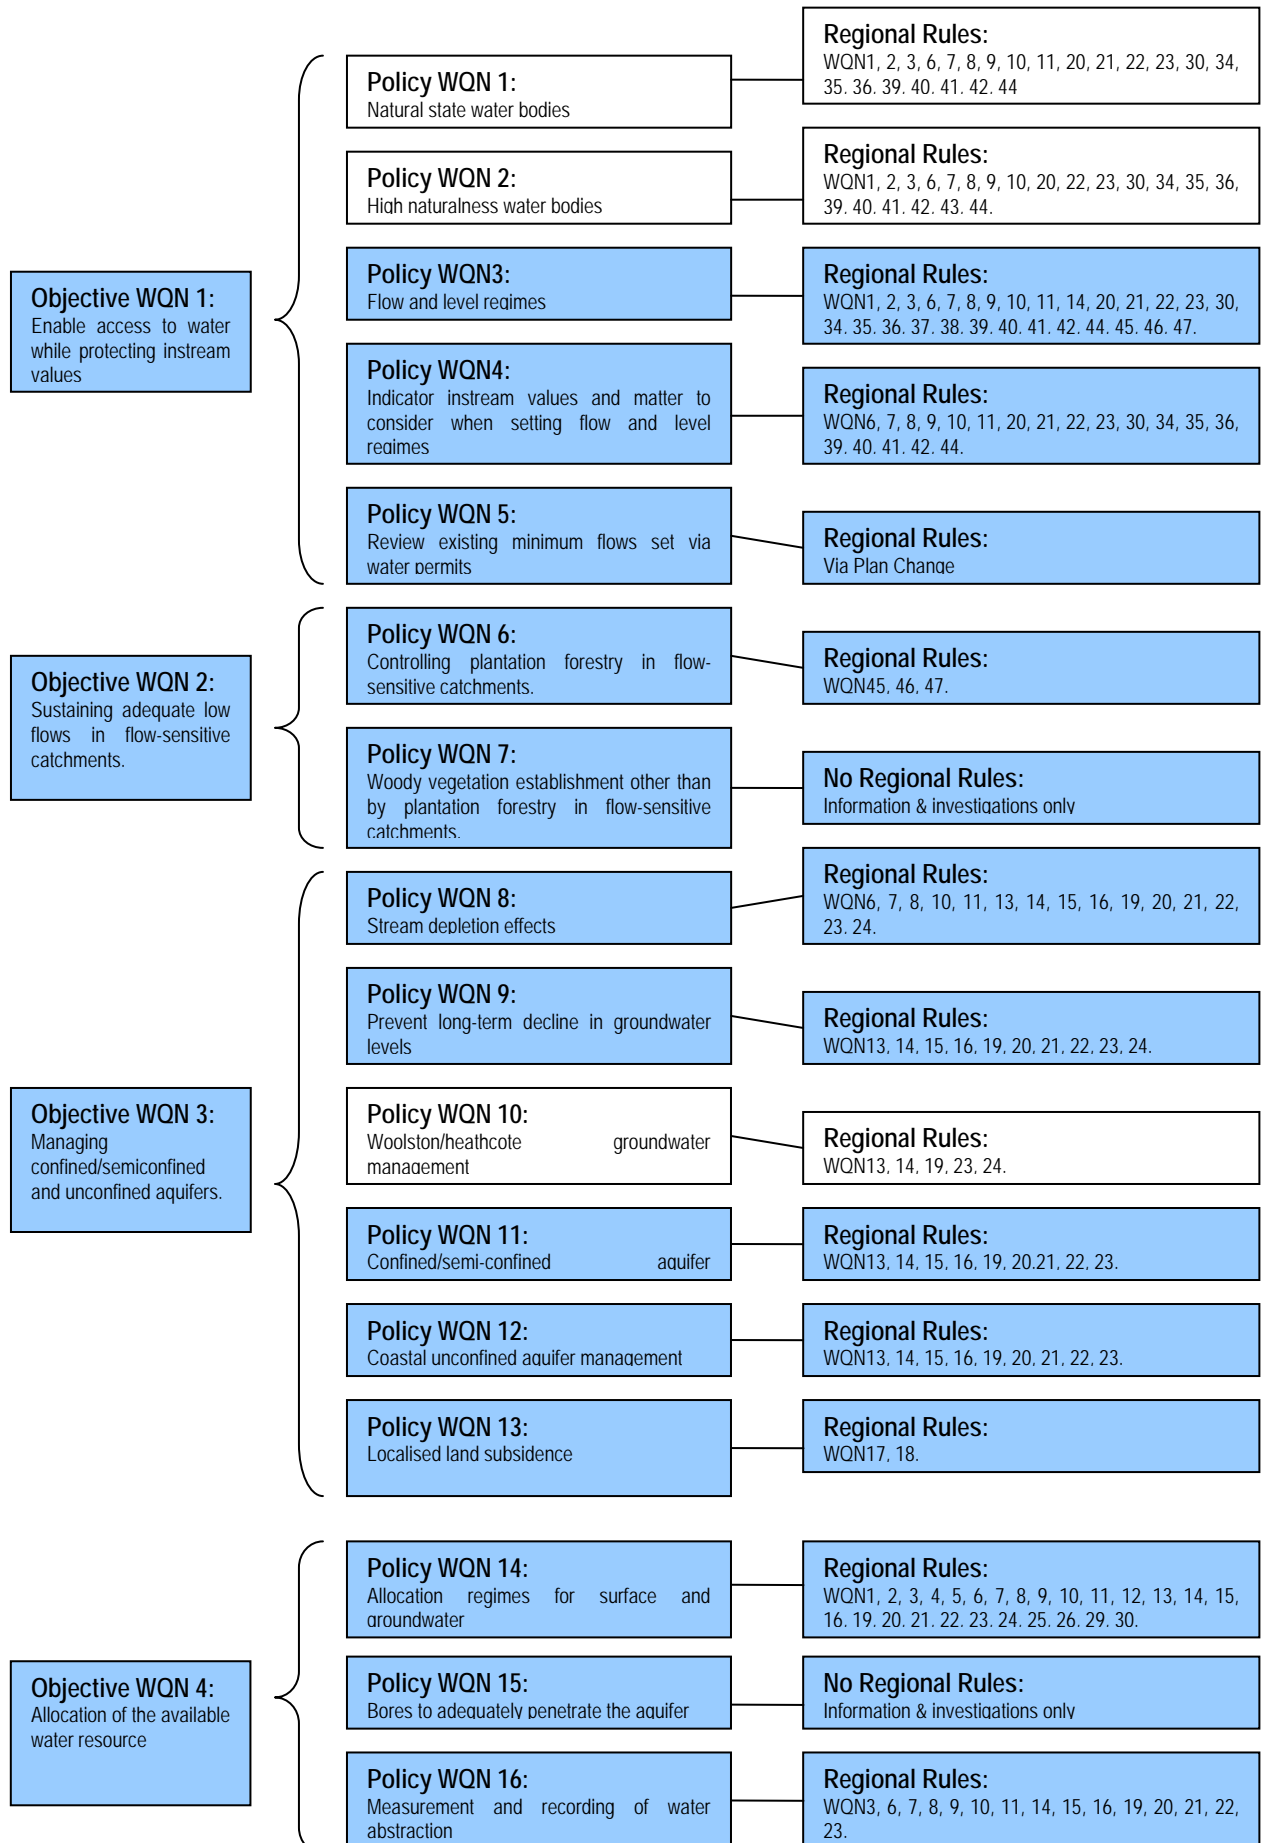 Objective WQN 1:
Enable access to water
while protecting instream
values
Policy WQN 1:
Natural state water bodies
Regional Rules:
WQN1, 2, 3, 6, 7, 8, 9, 10, 11, 20, 21, 22, 23, 30, 34,
35, 36, 39, 40, 41, 42, 44
Policy WQN 2:
High naturalness water bodies
Regional Rules:
WQN1, 2, 3, 6, 7, 8, 9, 10, 20, 22, 23, 30, 34, 35, 36,
39, 40, 41, 42, 43, 44.
Policy WQN3:
Flow and level regimes
Regional Rules:
WQN1, 2, 3, 6, 7, 8, 9, 10, 11, 14, 20, 21, 22, 23, 30,
34, 35, 36, 37, 38, 39, 40, 41, 42, 44, 45, 46, 47.
Policy WQN4:
Indicator instream values and matter to
consider when setting flow and level
regimes
Regional Rules:
WQN6, 7, 8, 9, 10, 11, 20, 21, 22, 23, 30, 34, 35, 36,
39, 40, 41, 42, 44.
Policy WQN 5:
Review existing minimum flows set via
water permits
Regional Rules:
Via Plan Change
Objective WQN 2:
Sustaining adequate low
flows in flow-sensitive
catchments.
Policy WQN 6:
Controlling plantation forestry in flow-
sensitive catchments.
Regional Rules:
WQN45, 46, 47.
Policy WQN 7:
Woody vegetation establishment other than
by plantation forestry in flow-sensitive
catchments.
No Regional Rules:
Information & investigations only
Objective WQN 3:
Managing
confined/semiconfined
and unconfined aquifers.
Policy WQN 8:
Stream depletion effects
Regional Rules:
WQN6, 7, 8, 10, 11, 13, 14, 15, 16, 19, 20, 21, 22,
23, 24.
Policy WQN 9:
Prevent long-term decline in groundwater
levels
Regional Rules:
WQN13, 14, 15, 16, 19, 20, 21, 22, 23, 24.
Policy WQN 10:
Woolston/heathcote groundwater
management
Regional Rules:
WQN13, 14, 19, 23, 24.
Policy WQN 11:
Confined/semi-confined aquifer
Regional Rules:
WQN13, 14, 15, 16, 19, 20.21, 22, 23.
Policy WQN 12:
Coastal unconfined aquifer management
Regional Rules:
WQN13, 14, 15, 16, 19, 20, 21, 22, 23.
Policy WQN 13:
Localised land subsidence
Regional Rules:
WQN17, 18.
Objective WQN 4:
Allocation of the available
water resource
Policy WQN 14:
Allocation regimes for surface and
groundwater
Regional Rules:
WQN1, 2, 3, 4, 5, 6, 7, 8, 9, 10, 11, 12, 13, 14, 15,
16, 19, 20, 21, 22, 23, 24, 25, 26, 29, 30.
Policy WQN 15:
Bores to adequately penetrate the aquifer
No Regional Rules:
Information & investigations only
Policy WQN 16:
Measurement and recording of water
abstraction
Regional Rules:
WQN3, 6, 7, 8, 9, 10, 11, 14, 15, 16, 19, 20, 21, 22,
23.